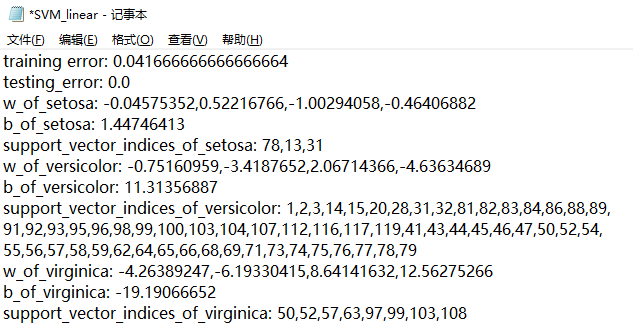 *SVM_linear - 记事本
文件(F) 编辑(E) 格式(O) 查看(V) 帮助(H)
training error: 0.041666666666666664
testing_error: 0.0
w_of_setosa: -0.04575352,0.52216766,-1.00294058,-0.46406882
b_of_setosa: 1.44746413
support_vector_indices_of_setosa: 78,13,31
w_of_versicolor: -0.75160959,-3.4187652,2.06714366,-4.63634689
b_of_versicolor: 11.31356887
support_vector_indices_of_versicolor: 1,2,3,14,15,20,28,31,32,81,82,83,84,86,88,89,
91,92,93,95,96,98,99,100,103,104,107,112,116,117,119,41,43,44,45,46,47,50,52,54,
55,56,57,58,59,62,64,65,66,68,69,71,73,74,75,76,77,78,79
w_of_virginica: -4.26389247,-6.19330415,8.64141632,12.56275266
b_of_virginica: -19.19066652
support_vector_indices_of_virginica: 50,52,57,63,97,99,103,108